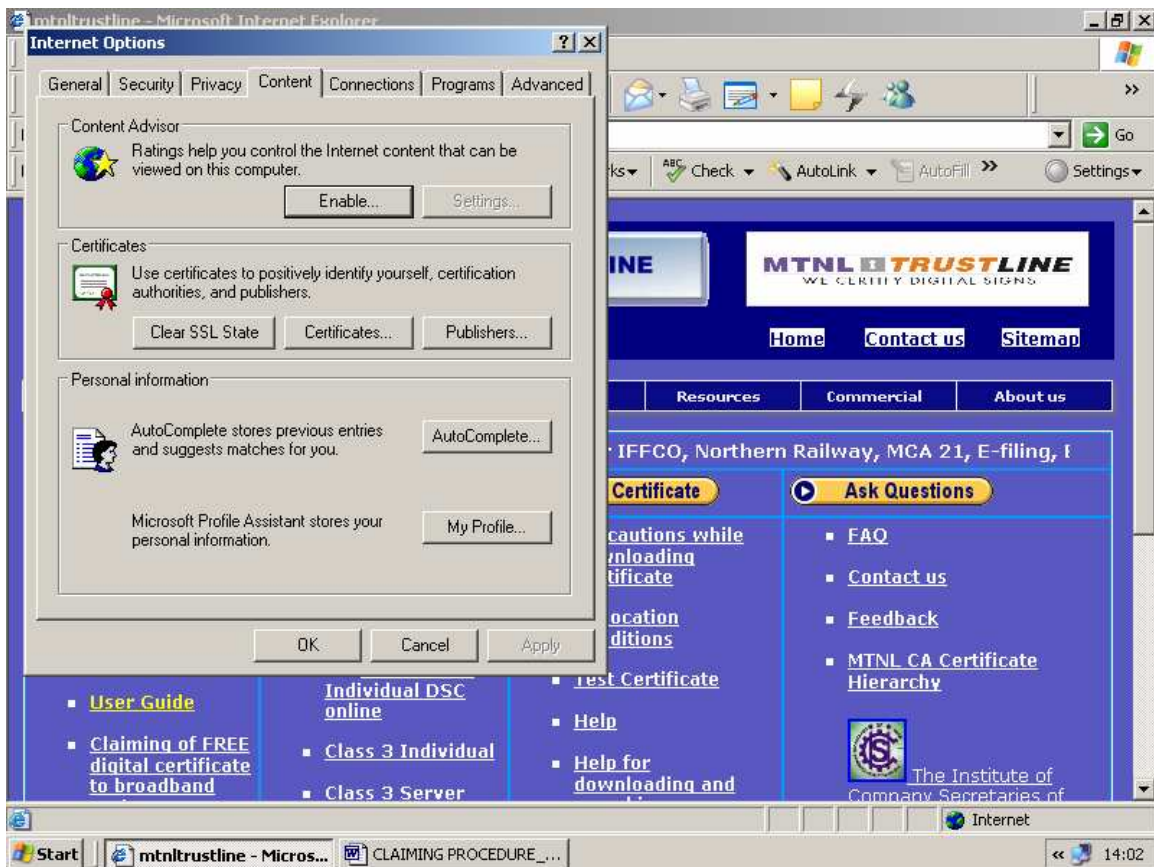 mtnltrustline - Microsoft Internet Explorer
Internet Options
General Security Privacy Content Connections Programs Advanced
Content Advisor
Ratings help you control the Internet content that can be
viewed on this computer.
Enable... Settings...
Certificates
Use certificates to positively identify yourself, certification
authorities, and publishers.
Clear SSL State Certificates... Publishers...
Personal information
AutoComplete stores previous entries
and suggests matches for you.
AutoComplete...
Microsoft Profile Assistant stores your
personal information.
My Profile...
OK Cancel Apply
Go
ABC Check AutoLink AutoFill Settings
INE
MTNL TRUSTLINE
WE CERTIFY DIGITAL SIGNS
Home Contact us Sitemap
Resources Commercial About us
IFFCO, Northern Railway, MCA 21, E-filing,
Certificate
cautions while
nloading
tificate
ocation
ditions
Test Certificate
Help
Help for
downloading and
Ask Questions
FAQ
Contact us
Feedback
MTNL CA Certificate
Hierarchy
The Institute of
Company Secretaries of
User Guide
Claiming of FREE
digital certificate
to broadband
Individual DSC
online
Class 3 Individual
Class 3 Server
Internet
Start mtnltrustline - Micros... CLAIMING PROCEDURE_... 14:02